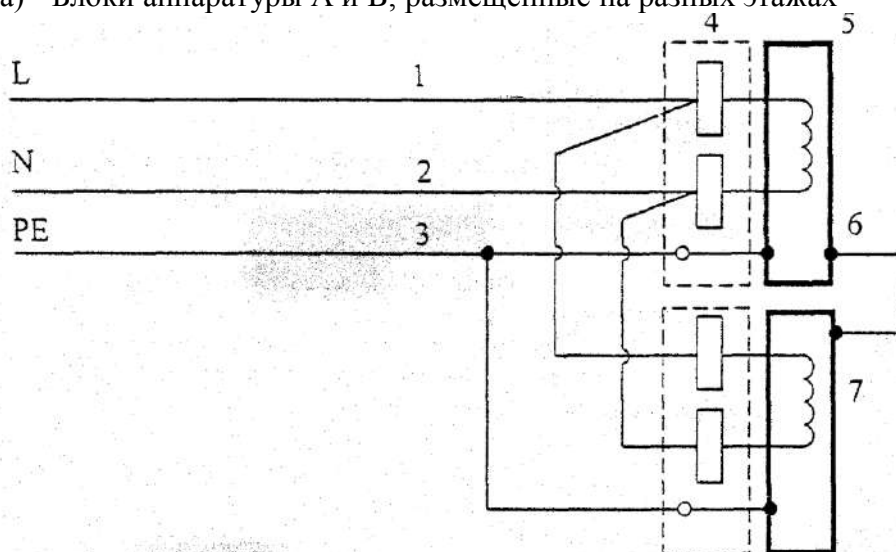 а) Блоки аппаратуры А и В, размещенные на разных этажах
4 5
L 1
N 2
PE 3 6
7